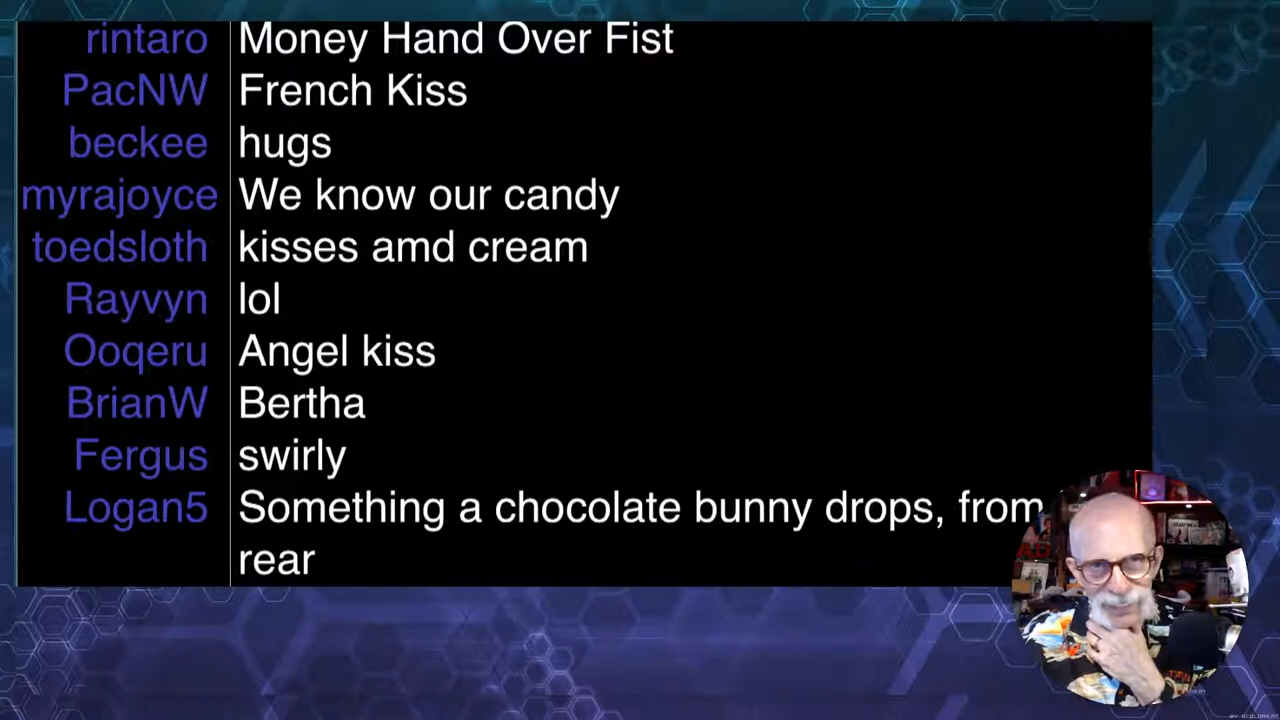 rintaro Money Hand Over Fist
PacNW French Kiss
beckee hugs
myrajoyce We know our candy
toedsloth kisses amd cream
Rayvyn lol
Ooqeru Angel kiss
BrianW Bertha
Fergus swirly
Logan5 Something a chocolate bunny drops, from
rear